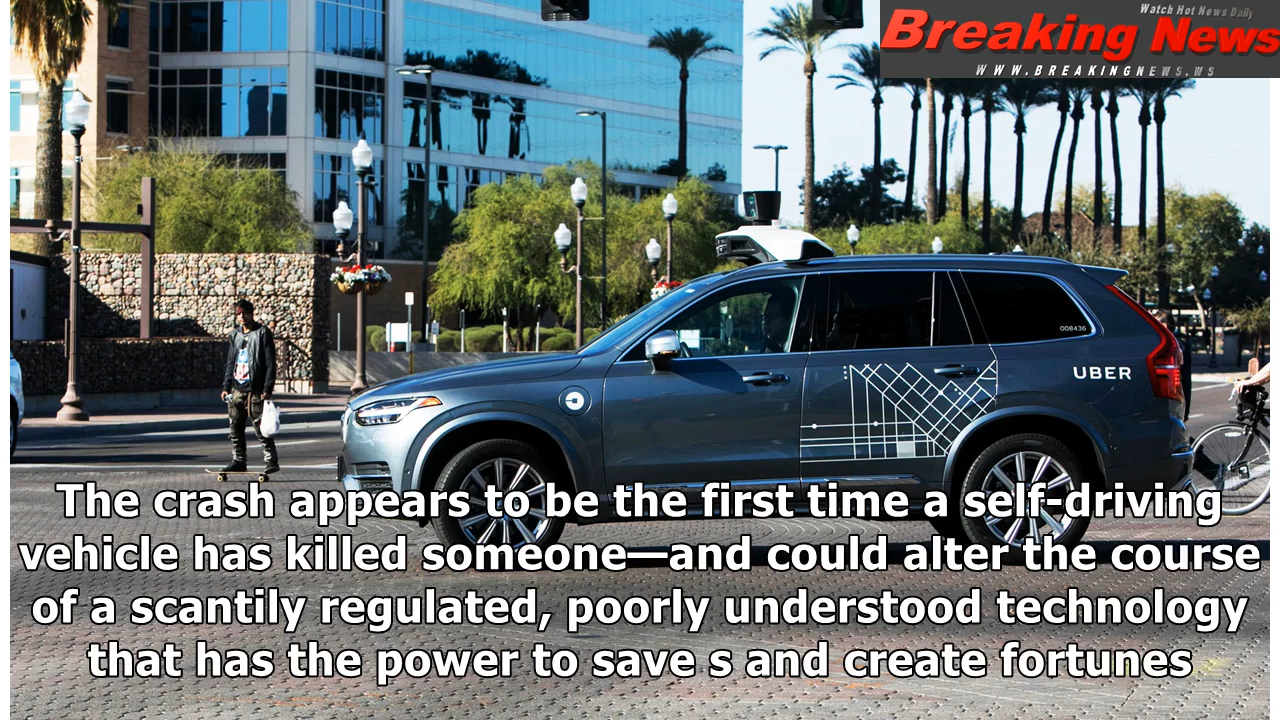 Watch Hot News Daily
Breaking News
WWW.BREAKINGNEWS.WS
008436
UBER
The crash appears to be the first time a self-driving
vehicle has killed someone—and could alter the course
of a scantily regulated, poorly understood technology
that has the power to save s and create fortunes